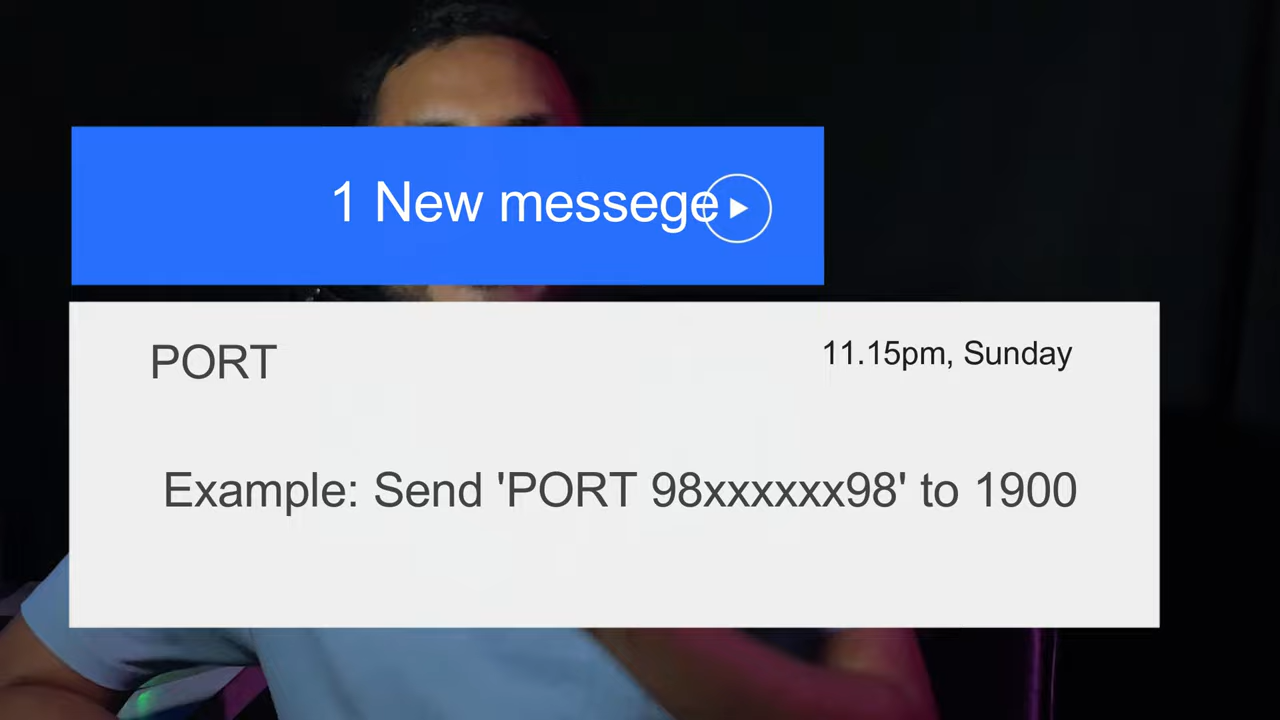 1 New messege
PORT
11.15pm, Sunday
Example: Send 'PORT 98xxxxxx98' to 1900